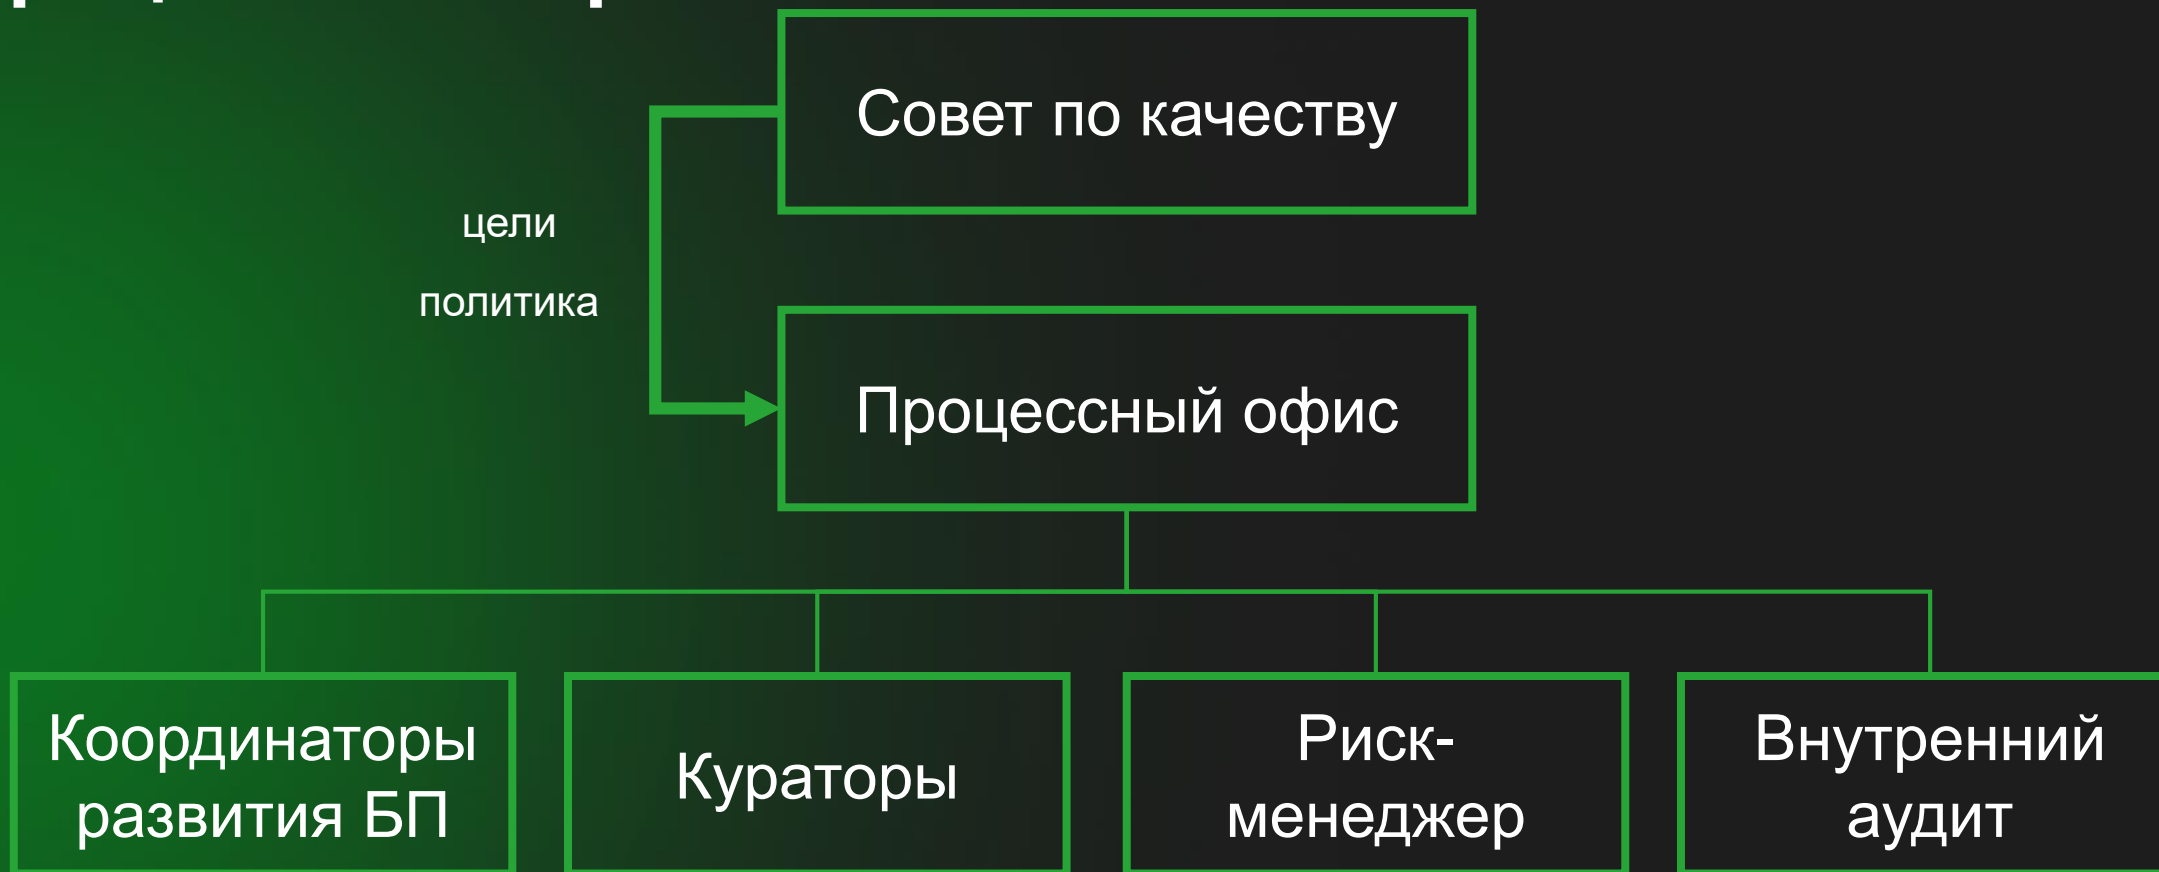 Совет по качеству
цели
политика
Процессный офис
Координаторы
развития БП
Кураторы
Риск-
менеджер
Внутренний
аудит